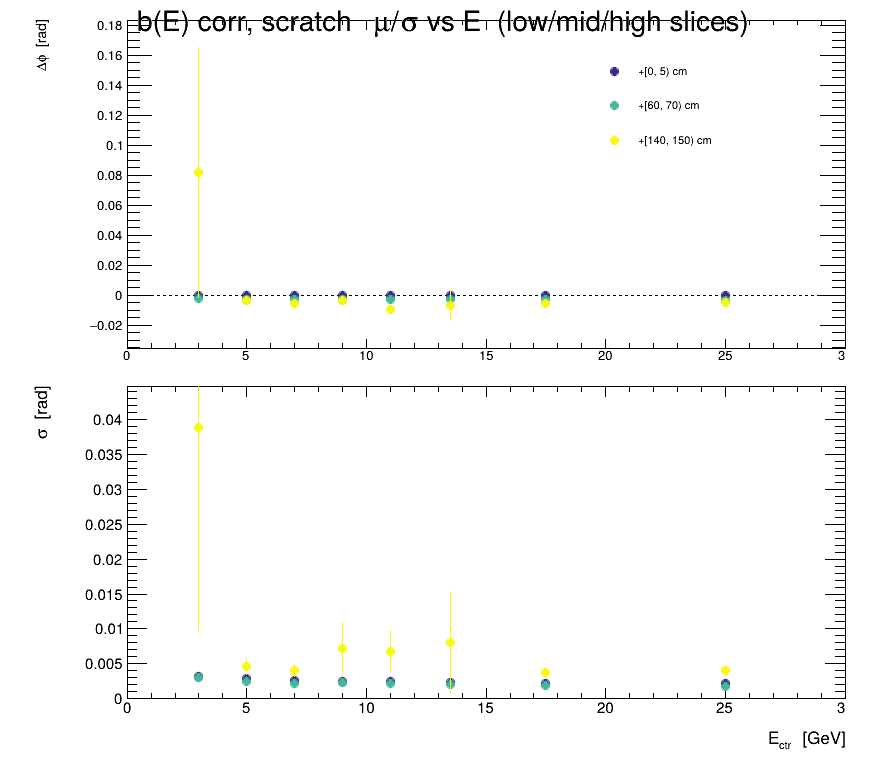 b(E) corr, scratch μ/σ vs E (low/mid/high slices)
Δϕ [rad]
0.18
0.16
0.14
0.12
0.1
0.08
0.06
0.04
0.02
0
−0.02
+[0, 5) cm
+[60, 70) cm
+[140, 150) cm
0 5 10 15 20 25 3
σ [rad]
0.04
0.035
0.03
0.025
0.02
0.015
0.01
0.005
0
0 5 10 15 20 25 3
E_ctr [GeV]